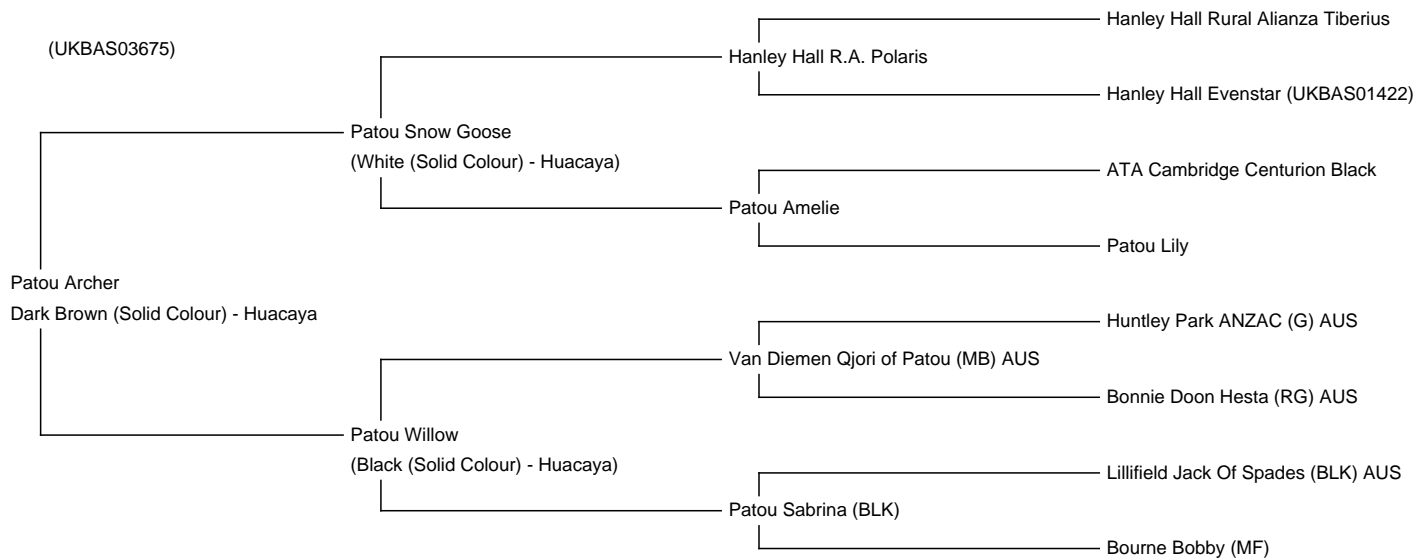 Hanley Hall Rural Alianza Tiberius
(UKBAS03675)
Hanley Hall R.A. Polaris
Hanley Hall Evenstar (UKBAS01422)
Patou Snow Goose
(White (Solid Colour) - Huacaya)
ATA Cambridge Centurion Black
Patou Amelie
Patou Lily
Patou Archer
Dark Brown (Solid Colour) - Huacaya
Huntley Park ANZAC (G) AUS
Van Diemen Qjori of Patou (MB) AUS
Bonnie Doon Hesta (RG) AUS
Patou Willow
(Black (Solid Colour) - Huacaya)
Lillifield Jack Of Spades (BLK) AUS
Patou Sabrina (BLK)
Bourne Bobby (MF)